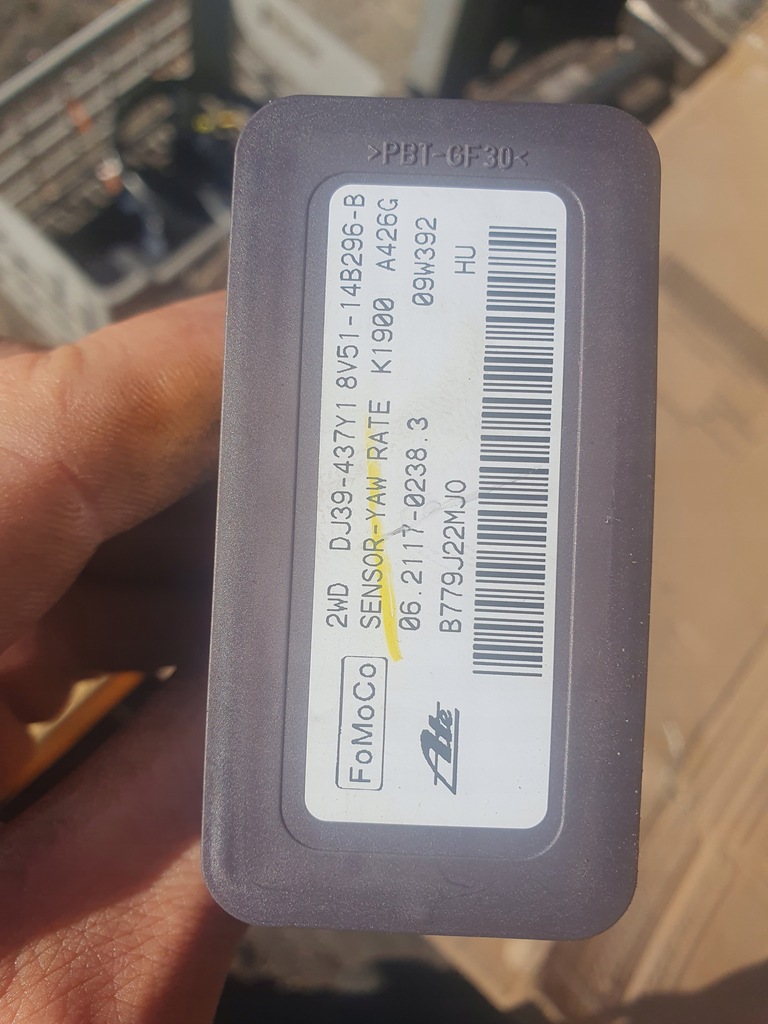 >PBT-GF30<
2WD DJ39-437Y1 8V51-14B296-B
SENSOR-YAW RATE K1900 A426G
06.2117-0238.3 09W392
B779J22MJ0 HU
FoMoCo
Ate